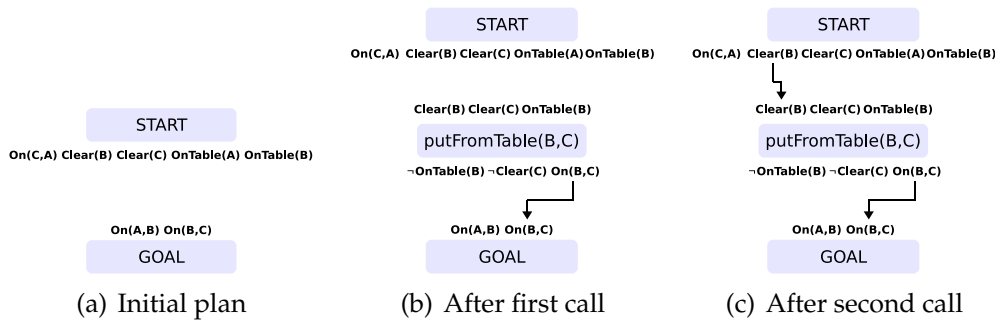 START
On(C,A) Clear(B) Clear(C) OnTable(A) OnTable(B)
On(A,B) On(B,C)
GOAL
(a) Initial plan
START
On(C,A) Clear(B) Clear(C) OnTable(A) OnTable(B)
Clear(B) Clear(C) OnTable(B)
putFromTable(B,C)
¬OnTable(B) ¬Clear(C) On(B,C)
On(A,B) On(B,C)
GOAL
(b) After first call
START
On(C,A) Clear(B) Clear(C) OnTable(A) OnTable(B)
Clear(B) Clear(C) OnTable(B)
putFromTable(B,C)
¬OnTable(B) ¬Clear(C) On(B,C)
On(A,B) On(B,C)
GOAL
(c) After second call